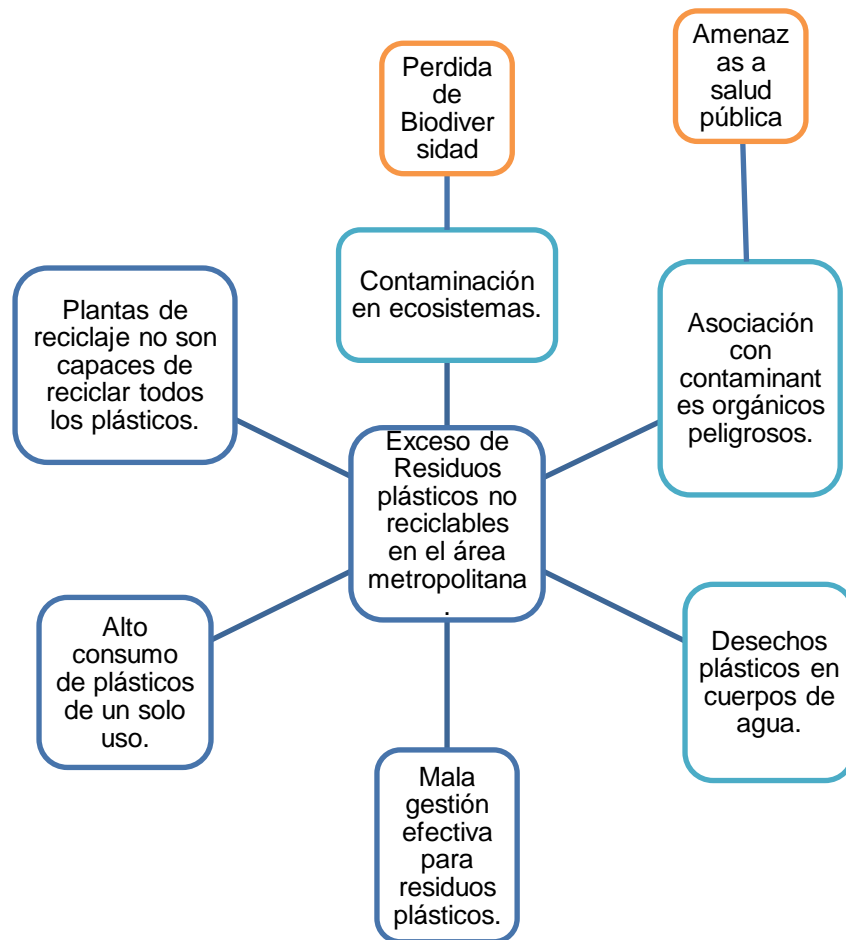 Perdida
de
Biodiver
sidad
Amenaz
as a
salud
pública
Contaminación
en ecosistemas.
Plantas de
reciclaje no son
capaces de
reciclar todos
los plásticos.
Asociación
con
contaminant
es orgánicos
peligrosos.
Exceso de
Residuos
plásticos no
reciclables
en el área
metropolitana
.
Alto
consumo
de plásticos
de un solo
uso.
Desechos
plásticos en
cuerpos de
agua.
Mala
gestión
efectiva
para
residuos
plásticos.